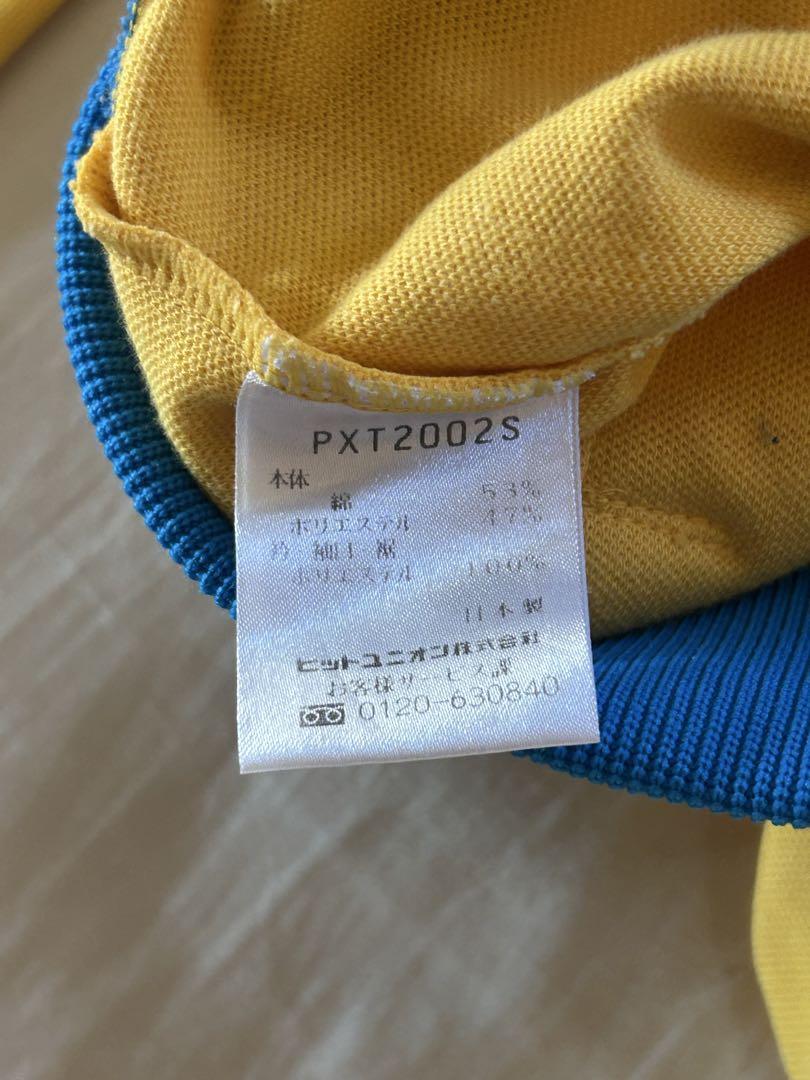 PXT2002S
本体
綿 53%
ポリエステル 47%
衿 袖口 裾
ポリエステル 100%
日本製
ヒットユニオン株式会社
お客様サービス課
0120-630840